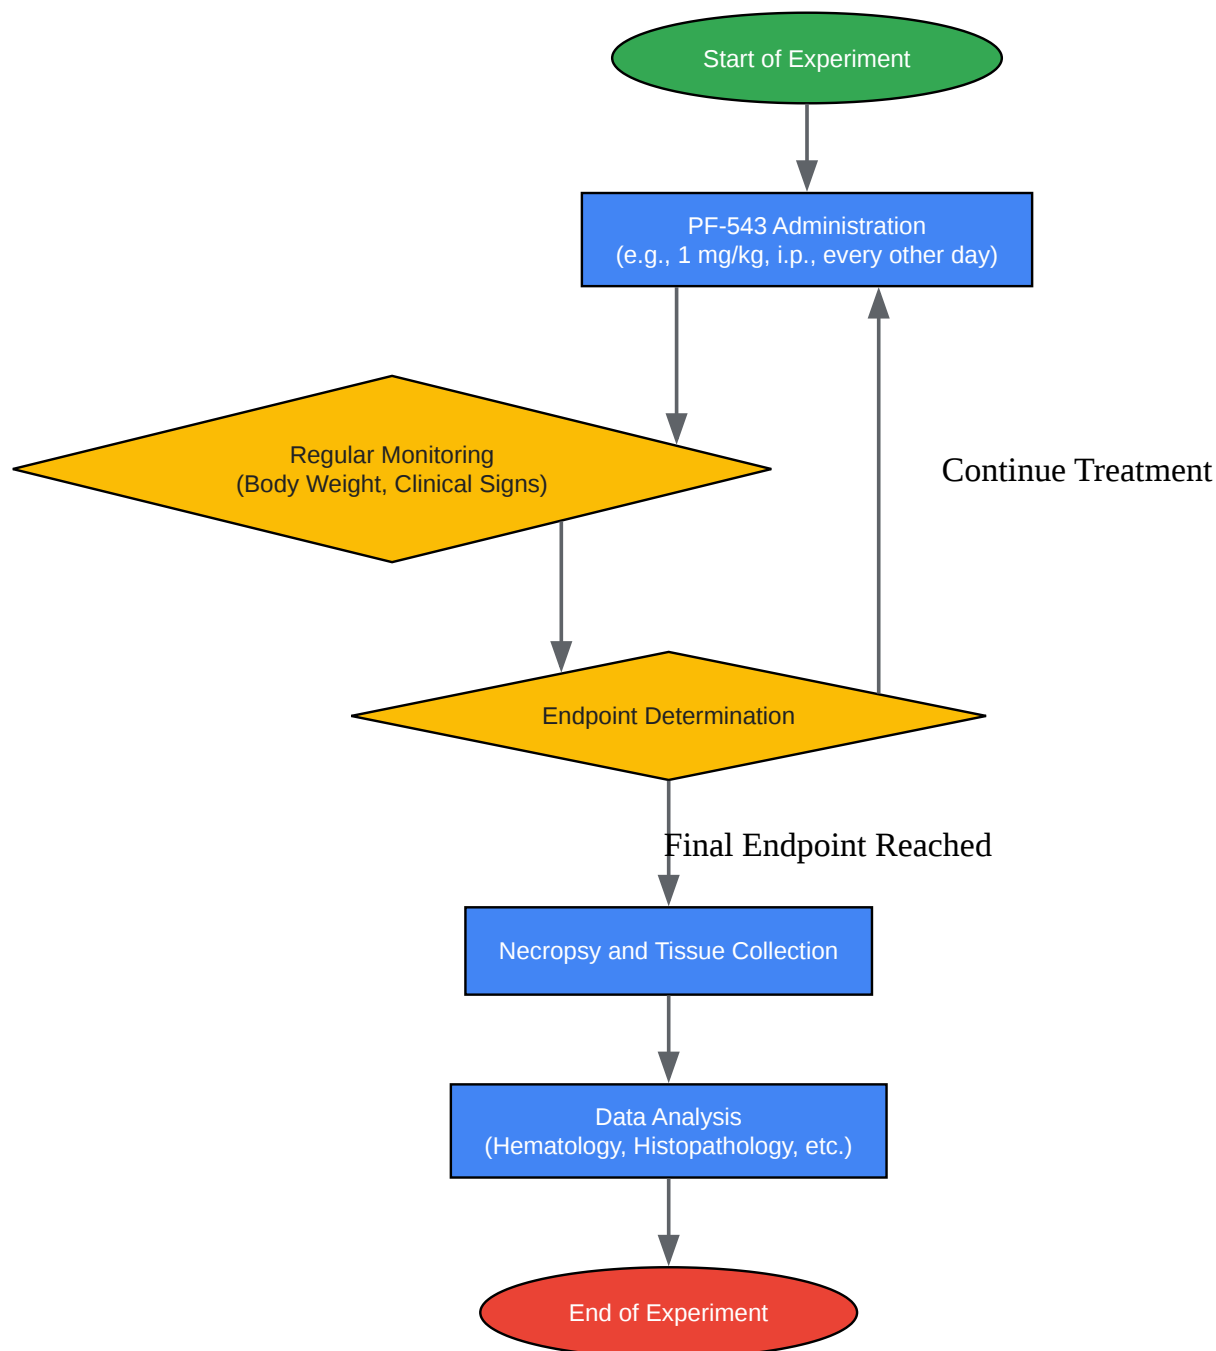 Start of Experiment
PF-543 Administration
(e.g., 1 mg/kg, i.p., every other day)
Regular Monitoring
(Body Weight, Clinical Signs)
Continue Treatment
Endpoint Determination
Final Endpoint Reached
Necropsy and Tissue Collection
Data Analysis
(Hematology, Histopathology, etc.)
End of Experiment